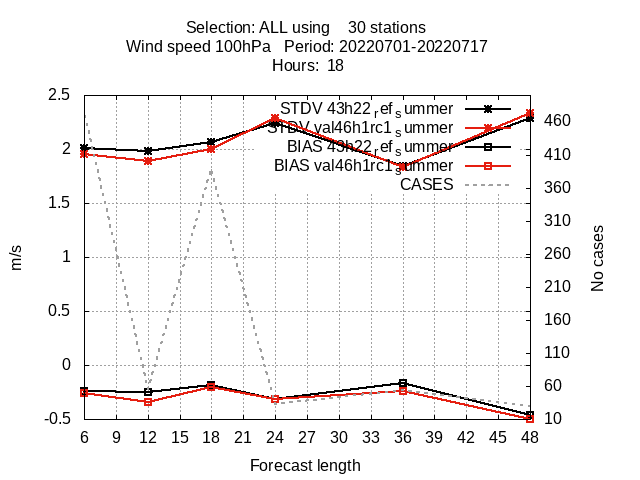 Selection: ALL using 30 stations
Wind speed 100hPa Period: 20220701-20220717
Hours: 18
STDV 43h22_ref_summer
STDV val46h1rc1_summer
BIAS 43h22_ref_summer
BIAS val46h1rc1_summer
CASES
2.5
2
1.5
1
0.5
0
-0.5
m/s
460
410
360
310
260
210
160
110
60
10
No cases
6 9 12 15 18 21 24 27 30 33 36 39 42 45 48
Forecast length